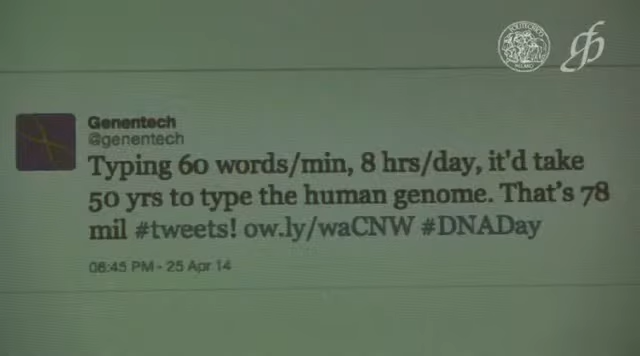 Genentech
@genentech
Typing 60 words/min, 8 hrs/day, it'd take
50 yrs to type the human genome. That's 78
mil #tweets! ow.ly/waCNW #DNADay
06:45 PM - 25 Apr 14